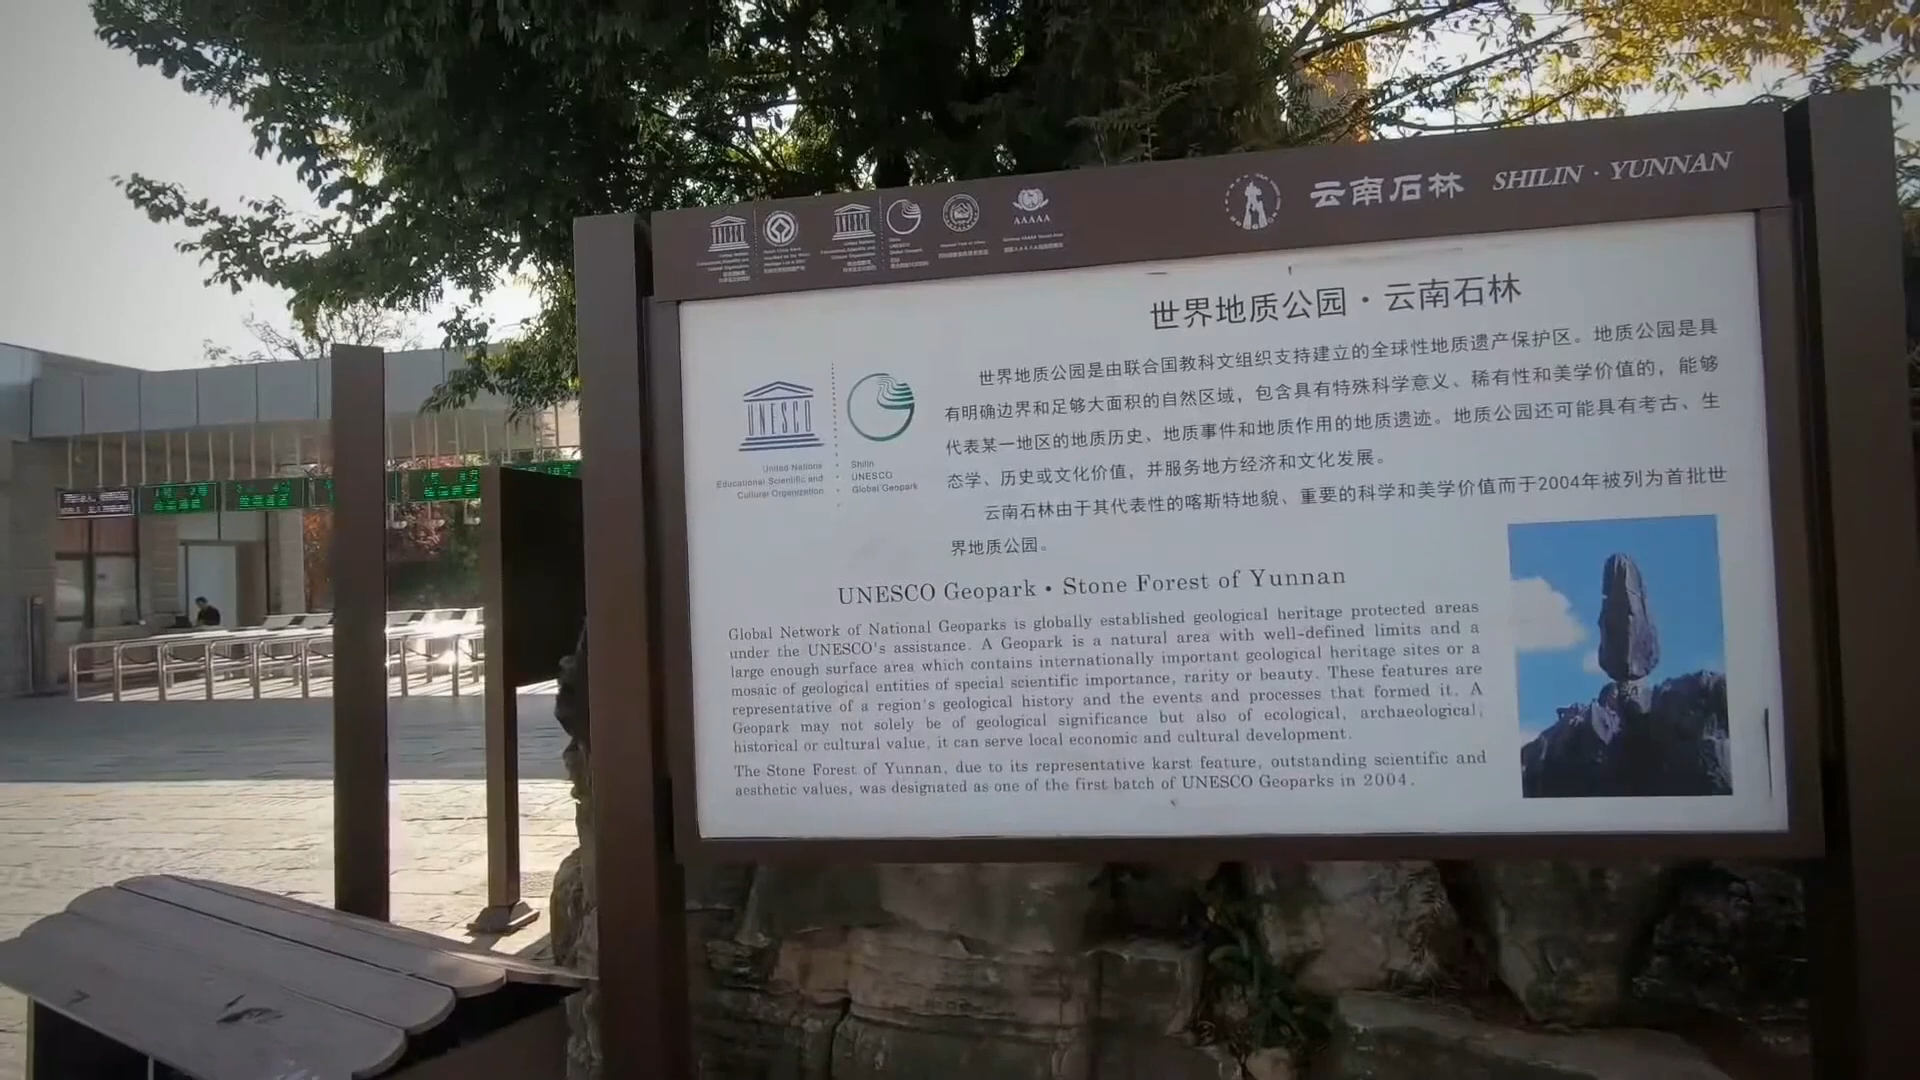 云南石林 SHILIN · YUNNAN
UNESCO
UNESCO
AAAAA
世界地质公园·云南石林
世界地质公园是由联合国教科文组织支持建立的全球性地质遗产保护区。地质公园是具
有明确边界和足够大面积的自然区域，包含具有特殊科学意义、稀有性和美学价值的，能够
代表某一地区的地质历史、地质事件和地质作用的地质遗迹。地质公园还可能具有考古、生
态学、历史或文化价值，并服务地方经济和文化发展。
云南石林由于其代表性的喀斯特地貌、重要的科学和美学价值而于2004年被列为首批世
界地质公园。
UNESCO
United Nations
Educational Scientific and
Cultural Organization
Shilin
UNESCO
Global Geopark
UNESCO Geopark • Stone Forest of Yunnan
Global Network of National Geoparks is globally established geological heritage protected areas
under the UNESCO's assistance. A Geopark is a natural area with well-defined limits and a
large enough surface area which contains internationally important geological heritage sites or a
mosaic of geological entities of special scientific importance, rarity or beauty. These features are
representative of a region's geological history and the events and processes that formed it. A
Geopark may not solely be of geological significance but also of ecological, archaeological,
historical or cultural value, it can serve local economic and cultural development.
The Stone Forest of Yunnan, due to its representative karst feature, outstanding scientific and
aesthetic values, was designated as one of the first batch of UNESCO Geoparks in 2004.